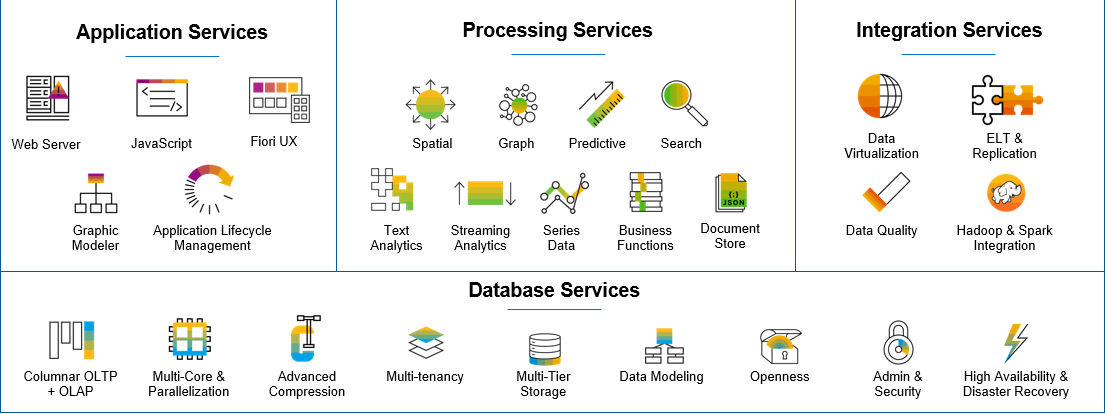 Application Services
Web Server
JavaScript
Fiori UX
Graphic
Modeler
Application Lifecycle
Management
Processing Services
Spatial
Graph
Predictive
Search
Text
Analytics
Streaming
Analytics
Series
Data
Business
Functions
{;}
JSON
Document
Store
Integration Services
Data
Virtualization
ELT &
Replication
Data Quality
Hadoop & Spark
Integration
Database Services
Columnar OLTP
+ OLAP
Multi-Core &
Parallelization
Advanced
Compression
Multi-tenancy
Multi-Tier
Storage
Data Modeling
Openness
Admin &
Security
High Availability &
Disaster Recovery